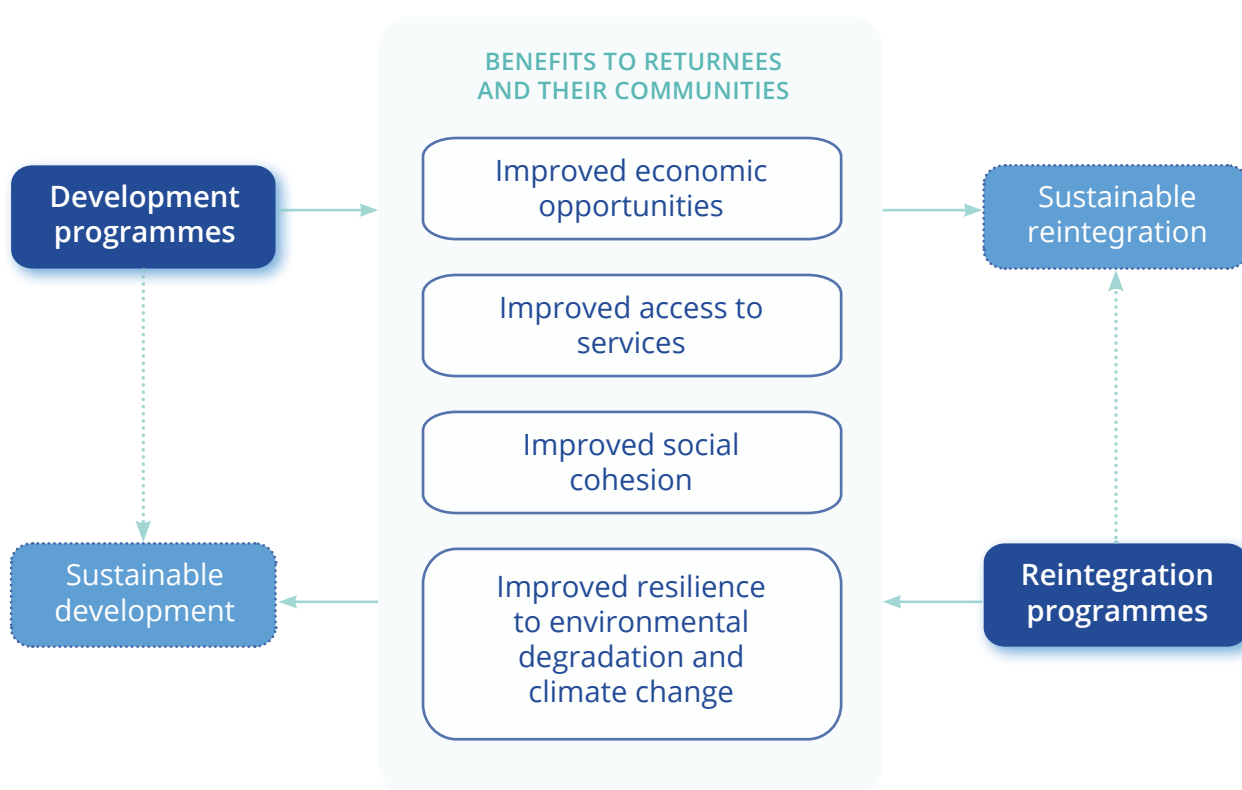 BENEFITS TO RETURNEES
AND THEIR COMMUNITIES
Development
programmes
Improved economic
opportunities
Sustainable
reintegration
Improved access to
services
Improved social
cohesion
Sustainable
development
Improved resilience
to environmental
degradation and
climate change
Reintegration
programmes